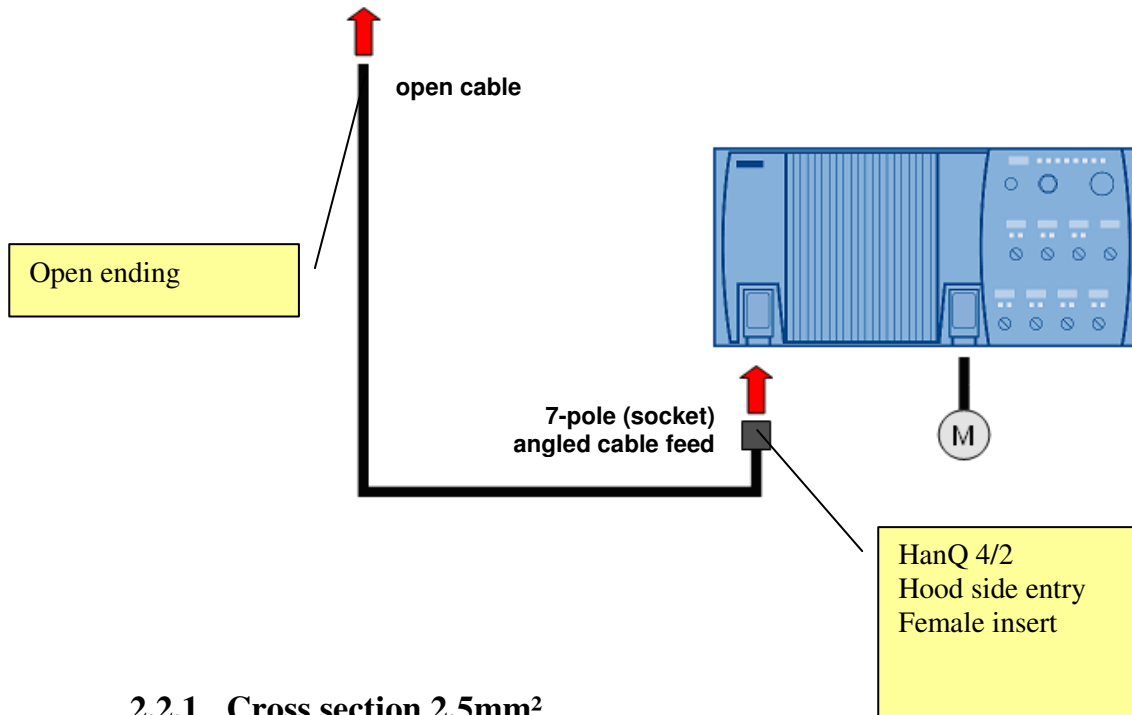 open cable
Open ending
7-pole (socket)
angled cable feed
M
HanQ 4/2
Hood side entry
Female insert
2.2.1 Cross section 2.5mm²